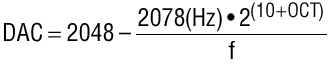 DAC = 2048 − 2078(Hz) • 2^(10+OCT) / f